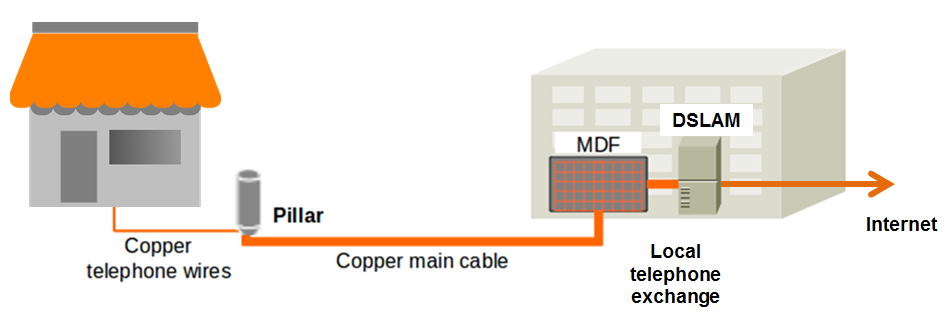 DSLAM
MDF
Pillar
Copper
telephone wires
Copper main cable
Local
telephone
exchange
Internet